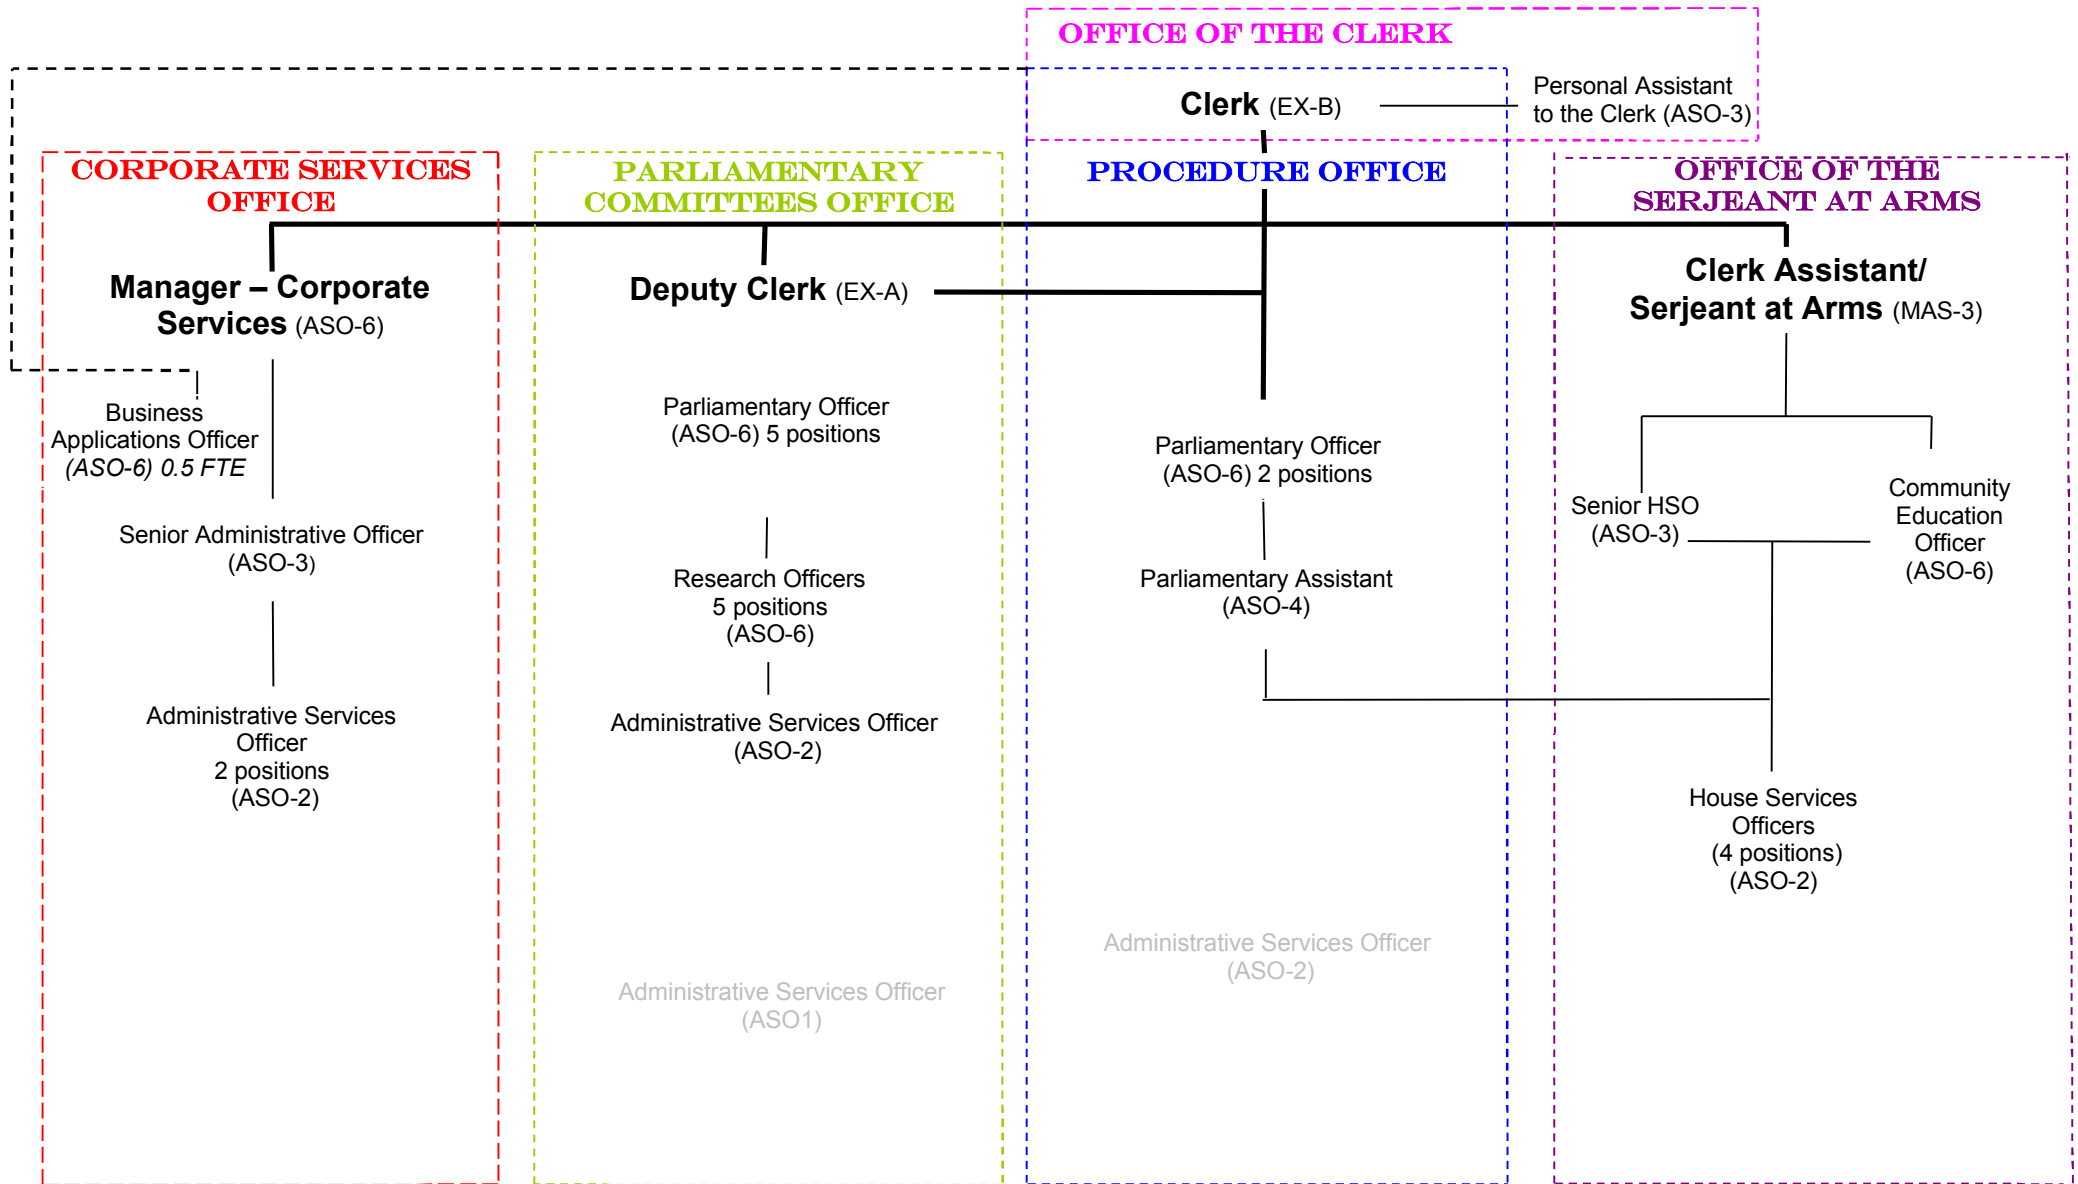 OFFICE OF THE CLERK
Clerk (EX-B)
Personal Assistant
to the Clerk (ASO-3)
CORPORATE SERVICES
OFFICE
Manager – Corporate
Services (ASO-6)
Business
Applications Officer
(ASO-6) 0.5 FTE
Senior Administrative Officer
(ASO-3)
Administrative Services
Officer
2 positions
(ASO-2)
PARLIAMENTARY
COMMITTEES OFFICE
Deputy Clerk (EX-A)
Parliamentary Officer
(ASO-6) 5 positions
Research Officers
5 positions
(ASO-6)
Administrative Services Officer
(ASO-2)
Administrative Services Officer
(ASO1)
PROCEDURE OFFICE
Parliamentary Officer
(ASO-6) 2 positions
Parliamentary Assistant
(ASO-4)
Administrative Services Officer
(ASO-2)
OFFICE OF THE
SERJEANT AT ARMS
Clerk Assistant/
Serjeant at Arms (MAS-3)
Senior HSO
(ASO-3)
Community
Education
Officer
(ASO-6)
House Services
Officers
(4 positions)
(ASO-2)